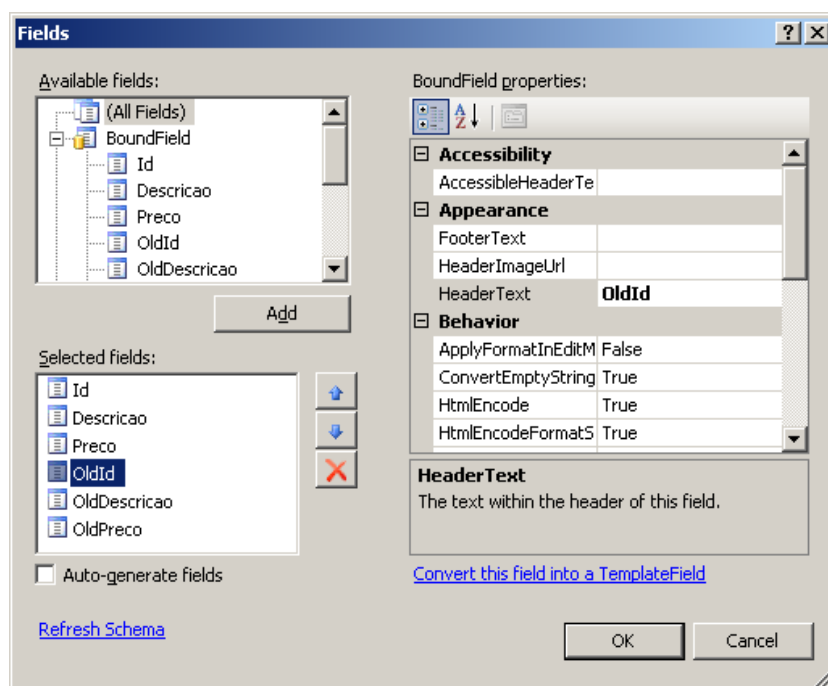 Fields
Available fields:
(All Fields)
BoundField
Id
Descricao
Preco
OldId
OldDescricao
Add
Selected fields:
Id
Descricao
Preco
OldId
OldDescricao
OldPreco
Auto-generate fields
Refresh Schema
BoundField properties:
Accessibility
AccessibleHeaderTe
Appearance
FooterText
HeaderImageUrl
HeaderText OldId
Behavior
ApplyFormatInEditM False
ConvertEmptyString True
HtmlEncode True
HtmlEncodeFormatS True
HeaderText
The text within the header of this field.
Convert this field into a TemplateField
OK Cancel